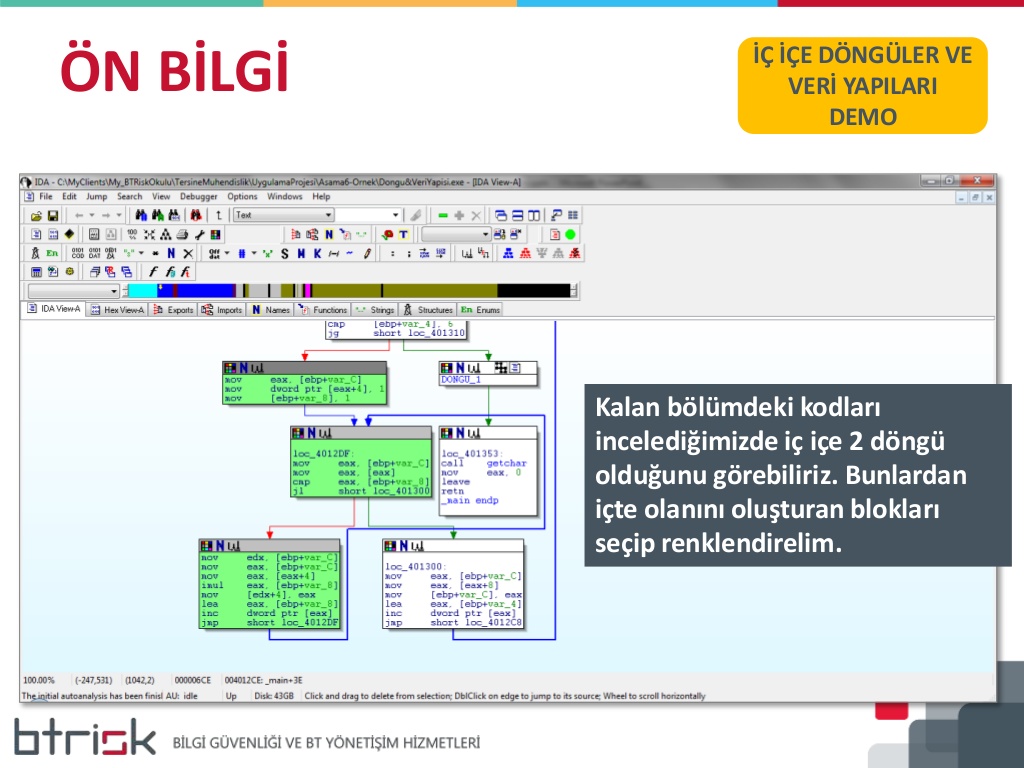 ÖN BİLGİ
İÇ İÇE DÖNGÜLER VE
VERİ YAPILARI
DEMO
IDA - C:\MyClients\My_BTRiskOkulu\TersineMuhendislik\UygulamaProjesi\Asama6-Ornek\Dongu&VeriYapisi.exe - [IDA View-A]
File Edit Jump Search View Debugger Options Windows Help
Text
IDA View-A Hex View-A Exports Imports Names Functions Strings Structures Enums
cmp [ebp+var_4], 6
jg short loc_401310
mov eax, [ebp+var_C]
mov dword ptr [eax+4], 1
mov [ebp+var_8], 1
DONGU_1
loc_4012DF:
mov eax, [ebp+var_C]
mov eax, [eax]
cmp eax, [ebp+var_8]
jl short loc_401300
loc_401353:
call getchar
mov eax, 0
leave
retn
_main endp
mov edx, [ebp+var_C]
mov eax, [ebp+var_C]
mov eax, [eax+4]
imul eax, [ebp+var_8]
mov [edx+4], eax
lea eax, [ebp+var_8]
inc dword ptr [eax]
jmp short loc_4012DF
loc_401300:
mov eax, [ebp+var_C]
mov eax, [eax+8]
mov [ebp+var_C], eax
lea eax, [ebp+var_4]
inc dword ptr [eax]
jmp short loc_4012C8
Kalan bölümdeki kodları
incelediğimizde iç içe 2 döngü
olduğunu görebiliriz. Bunlardan
içte olanını oluşturan blokları
seçip renklendirelim.
100.00% (-247,531) (1042,2) 000006CE 004012CE: _main+3E
The initial autoanalysis has been finisl AU: idle Up Disk: 43GB Click and drag to delete from selection; DblClick on edge to jump to its source; Wheel to scroll horizontally
btrisk BİLGİ GÜVENLİĞİ VE BT YÖNETİŞİM HİZMETLERİ